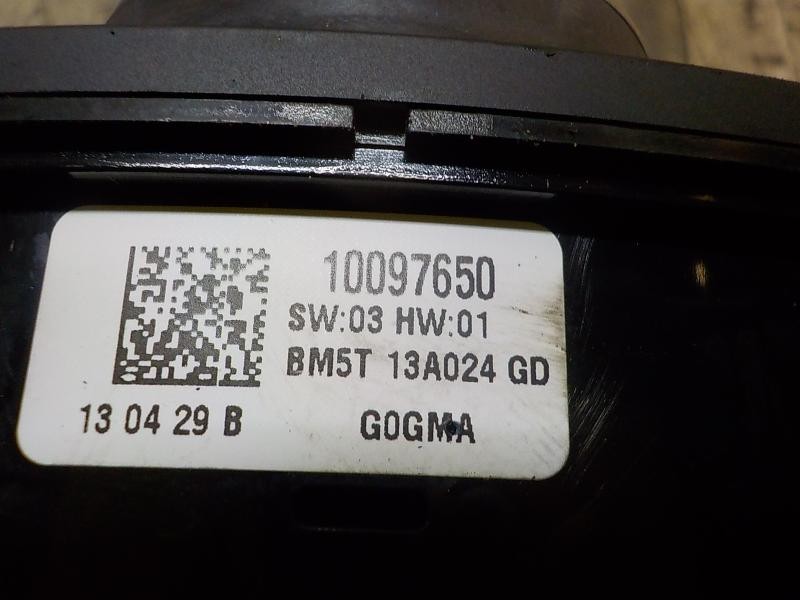 10097650
SW:03 HW:01
BM5T 13A024 GD
13 04 29 B
G0GMA